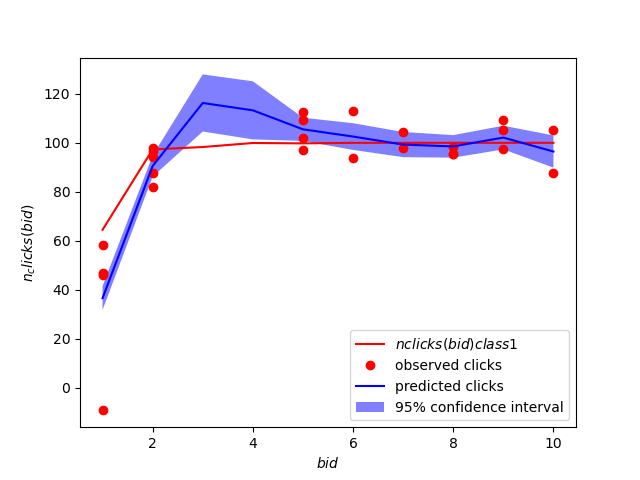 120
100
80
60
40
20
0
n_clicks(bid)
2
4
6
8
10
bid
nclicks(bid)class1
observed clicks
predicted clicks
95% confidence interval